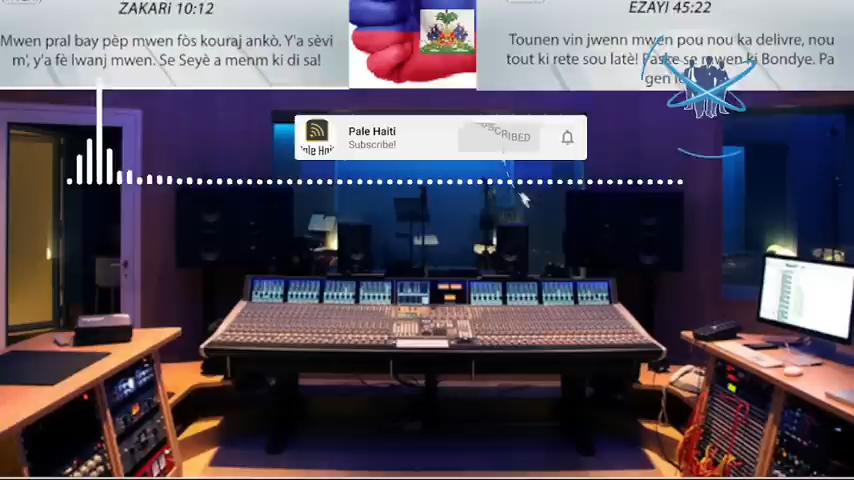 ZAKARI 10:12
Mwen pral bay pèp mwen fòs kouraj ankò. Y'a sèvi
m', y'a fè lwanj mwen. Se Seyè a menm ki di sa!
EZAYI 45:22
Tounen vin jwenn mwen pou nou ka delivre, nou
tout ki rete sou latè! Paske se mwen ki Bondye. Pa
gen
Pale Haiti
Subscribe!